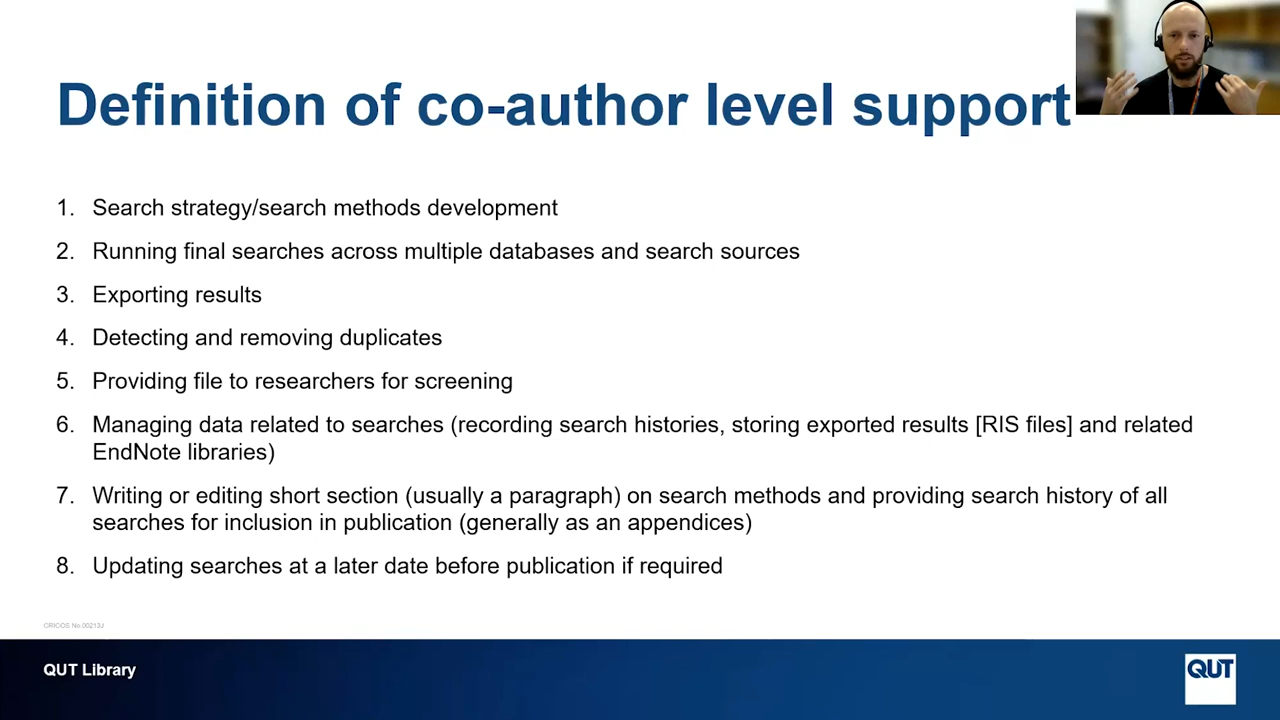 Definition of co-author level support
1. Search strategy/search methods development
2. Running final searches across multiple databases and search sources
3. Exporting results
4. Detecting and removing duplicates
5. Providing file to researchers for screening
6. Managing data related to searches (recording search histories, storing exported results [RIS files] and related
EndNote libraries)
7. Writing or editing short section (usually a paragraph) on search methods and providing search history of all
searches for inclusion in publication (generally as an appendices)
8. Updating searches at a later date before publication if required
CRICOS No.00213J
QUT Library
QUT